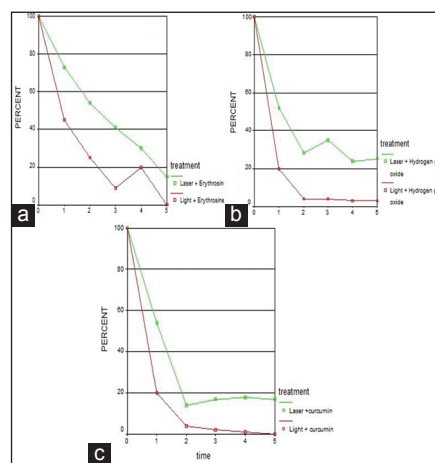 100
80
60
40
20
0
PERCENT
0 1 2 3 4 5
treatment
Laser + Erythrosin
Light + Erythrosine
a
100
80
60
40
20
0
PERCENT
0 1 2 3 4 5
treatment
Laser + Hydrogen
oxide
Light + Hydrogen
oxide
b
100
80
60
40
20
0
PERCENT
0 1 2 3 4 5
time
treatment
Laser +curcumin
Light + curcumin
c